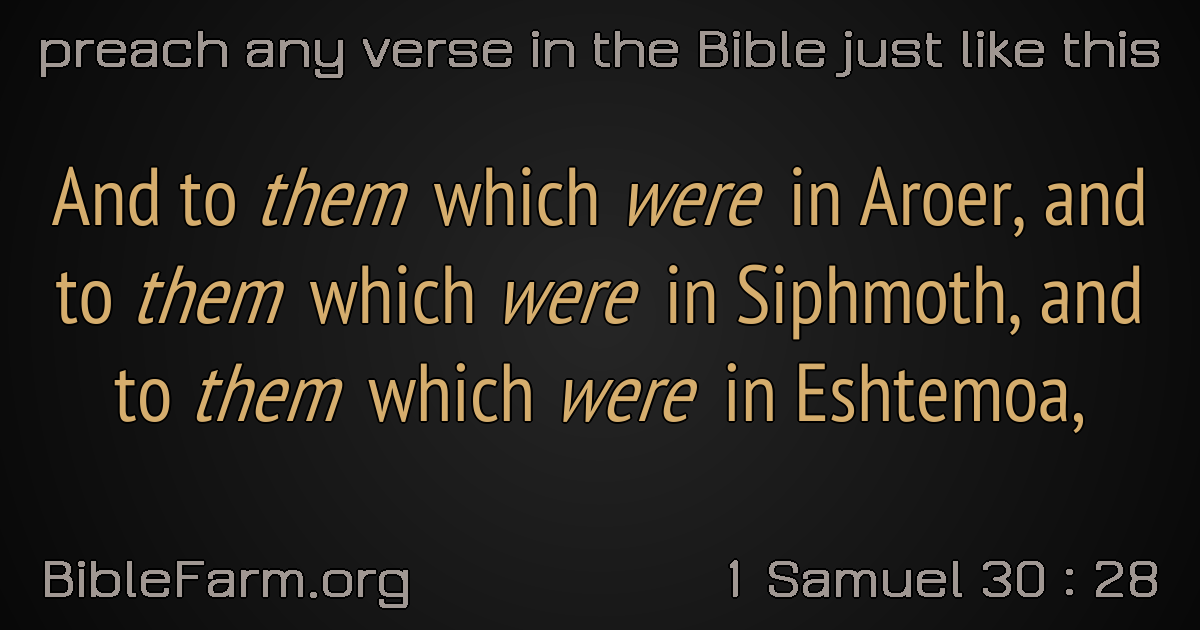 preach any verse in the Bible just like this
And to them which were in Aroer, and
to them which were in Siphmoth, and
to them which were in Eshtemoa,
BibleFarm.org
1 Samuel 30 : 28